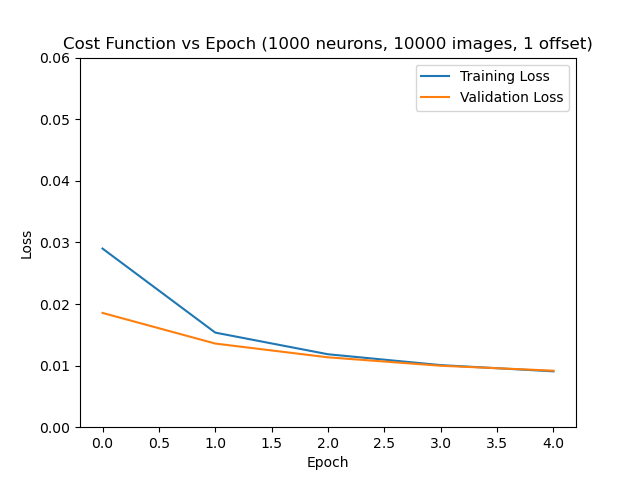 Cost Function vs Epoch (1000 neurons, 10000 images, 1 offset)
Training Loss
Validation Loss
0.06
0.05
0.04
0.03
0.02
0.01
0.00
Loss
0.0 0.5 1.0 1.5 2.0 2.5 3.0 3.5 4.0
Epoch